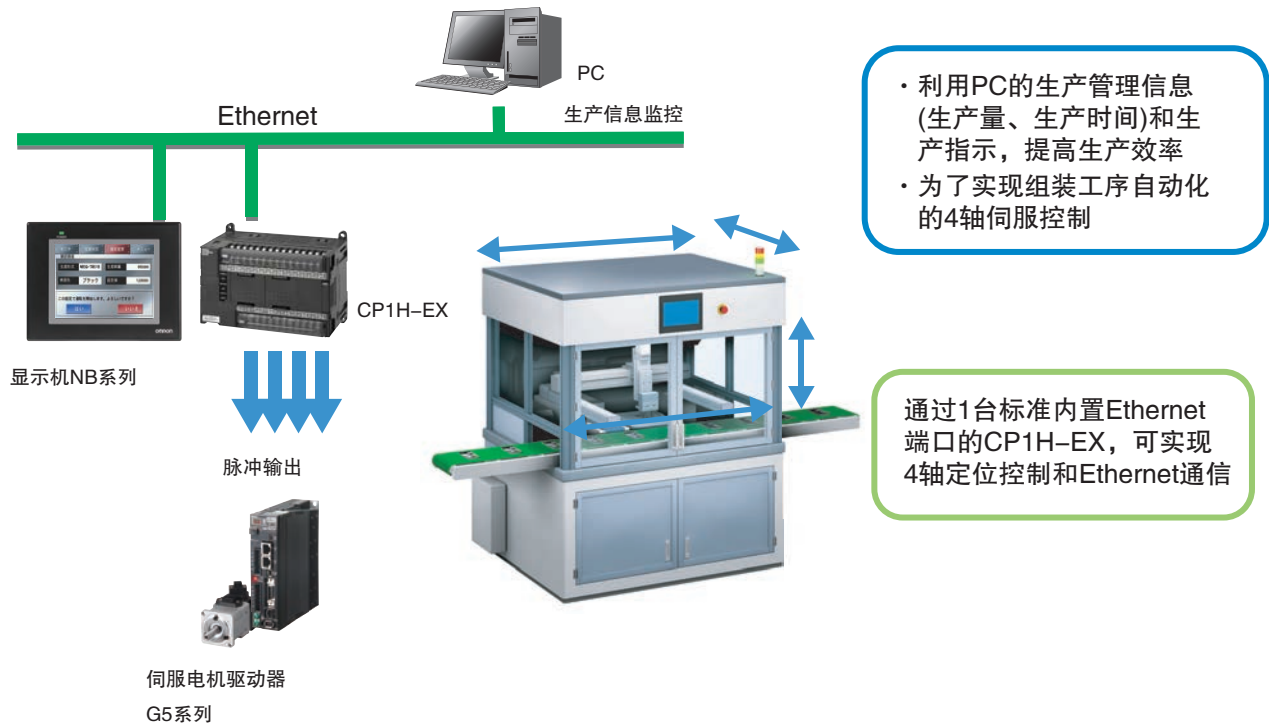 PC
生产信息监控
Ethernet
・利用PC的生产管理信息
(生产量、生产时间)和生
产指示，提高生产效率
・为了实现组装工序自动化
的4轴伺服控制
omron
CP1H−EX
显示机NB系列
通过1台标准内置Ethernet
端口的CP1H−EX，可实现
4轴定位控制和Ethernet通信
脉冲输出
伺服电机驱动器
G5系列